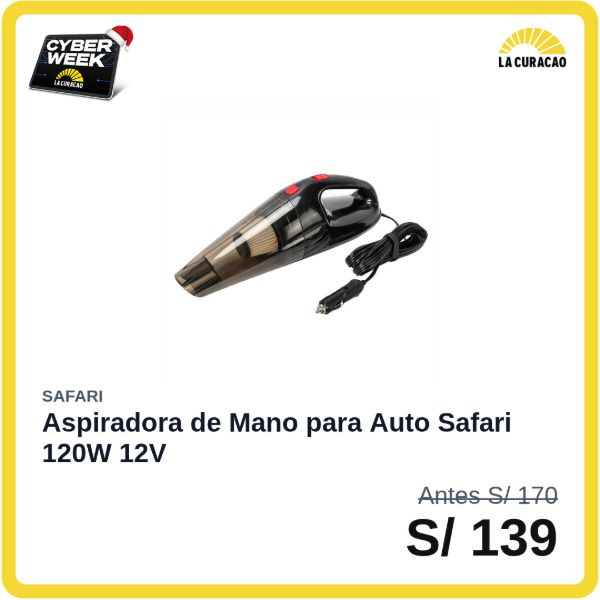 CYBER
WEEK
LA CURACAO
LA CURACAO
SAFARI
Aspiradora de Mano para Auto Safari
120W 12V
Antes S/ 170
S/ 139